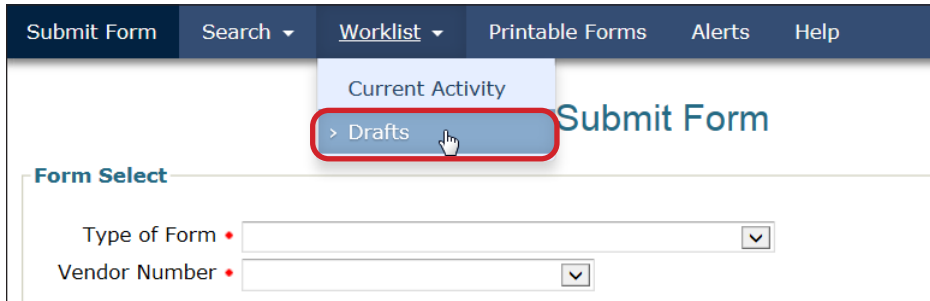 Submit Form Search Worklist Printable Forms Alerts Help
Current Activity
› Drafts
Submit Form
Form Select
Type of Form •
Vendor Number •